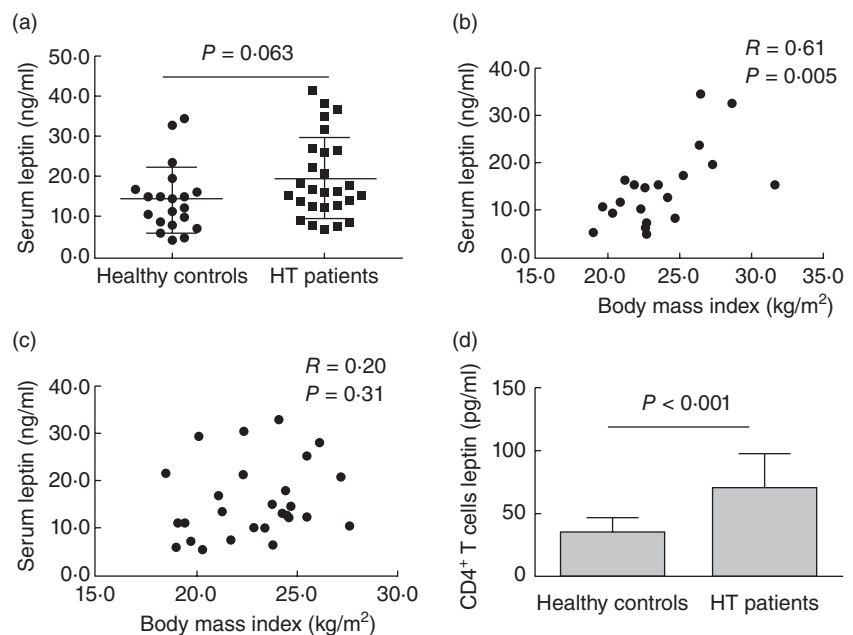 (a)
P = 0·063
Serum leptin (ng/ml)
50·0
40·0
30·0
20·0
10·0
0·0
Healthy controls HT patients
(b)
R = 0·61
P = 0·005
Serum leptin (ng/ml)
40·0
30·0
20·0
10·0
0·0
15·0 20·0 25·0 30·0 35·0
Body mass index (kg/m²)
(c)
R = 0·20
P = 0·31
Serum leptin (ng/ml)
40·0
30·0
20·0
10·0
0·0
15·0 20·0 25·0 30·0
Body mass index (kg/m²)
(d)
P < 0·001
CD4⁺ T cells leptin (pg/ml)
150
100
50
0
Healthy controls HT patients